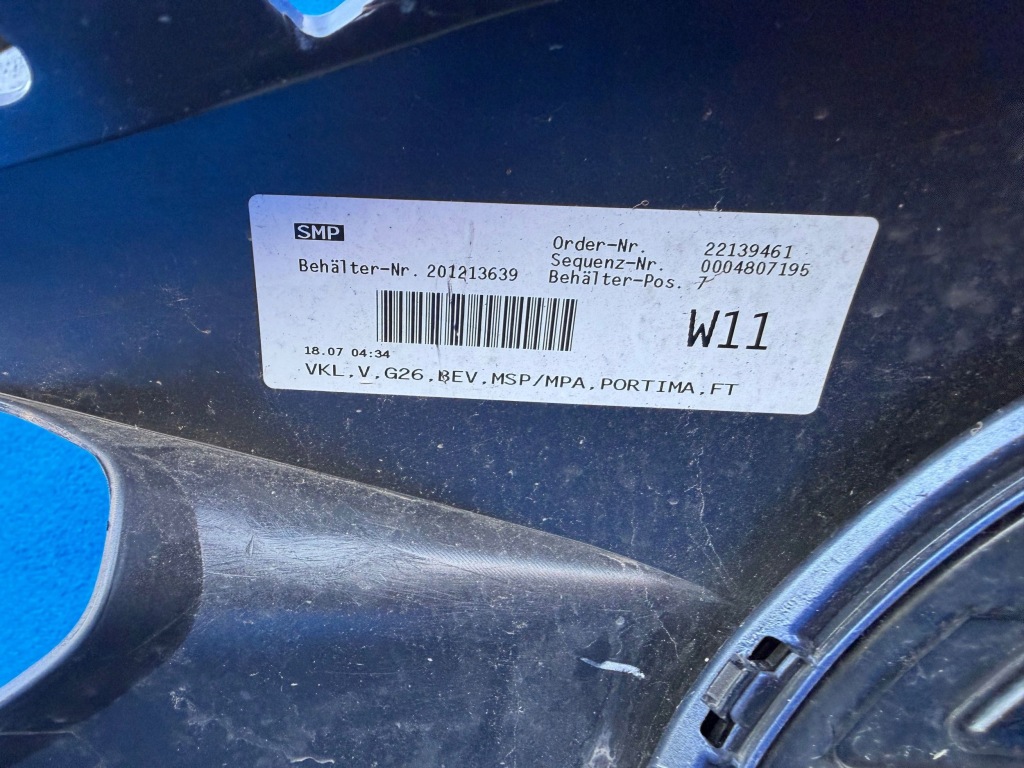 SMP
Order-Nr. 22139461
Sequenz-Nr. 0004807195
Behälter-Nr. 201213639
Behälter-Pos. 7
W11
18.07 04:34
VKL,V,G26,BEV,MSP/MPA,PORTIMA,FT